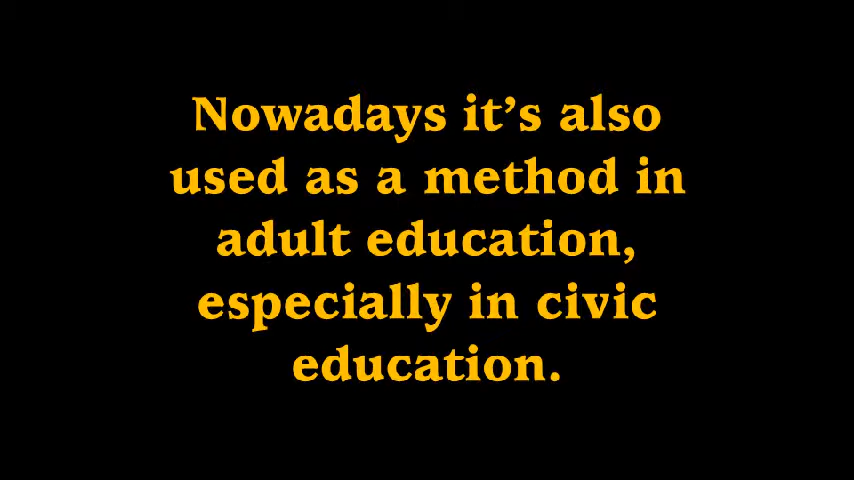 Nowadays it’s also
used as a method in
adult education,
especially in civic
education.